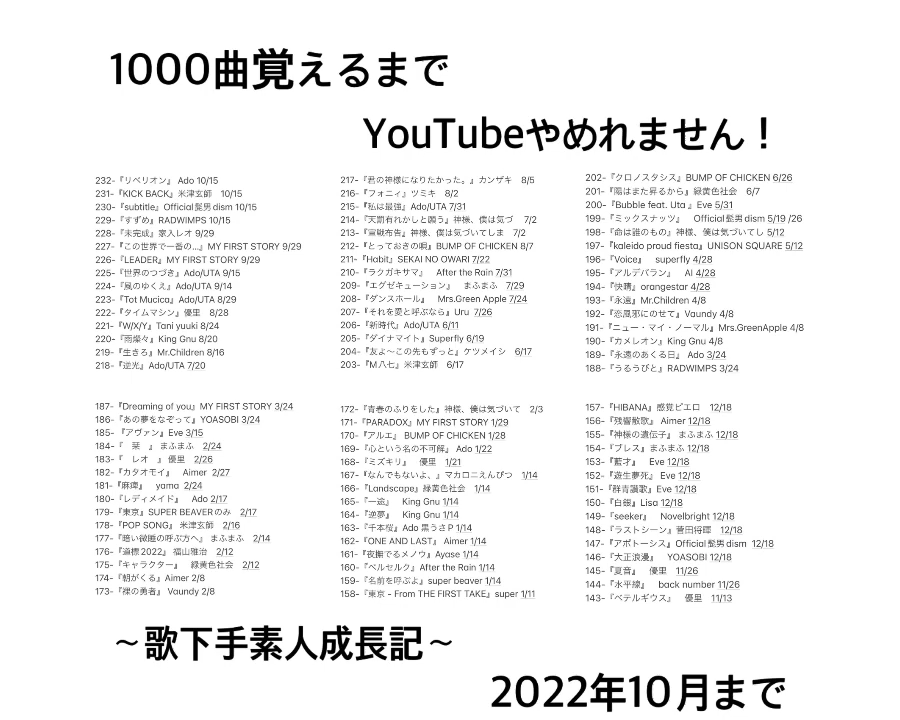 1000曲覚えるまで
YouTubeやめれません！
232-『リベリオン』 Ado 10/15
231-『KICK BACK』米津玄師　10/15
230-『subtitle』Official髭男dism 10/15
229-『すずめ』RADWIMPS 10/15
228-『未完成』家入レオ 9/29
227-『この世界で一番の...』MY FIRST STORY 9/29
226-『LEADER』MY FIRST STORY 9/29
225-『世界のつづき』Ado/UTA 9/15
224-『風のゆくえ』Ado/UTA 9/14
223-『Tot Mucica』Ado/UTA 8/29
222-『タイムマシン』優里　8/28
221-『W/X/Y』Tani yuuki 8/24
220-『雨燦々』King Gnu 8/20
219-『生きろ』Mr.Children 8/16
218-『逆光』Ado/UTA 7/20
217-『君の神様になりたかった。』カンザキ　8/5
216-『フォニィ』ツミキ　8/2
215-『私は最強』Ado/UTA 7/31
214-『天罰有れかしと願う』神様、僕は気づ　7/2
213-『宣戦布告』神様、僕は気づいてしま　7/2
212-『とっておきの唄』BUMP OF CHICKEN 8/7
211-『Habit』SEKAI NO OWARI 7/22
210-『ラクガキサマ』　After the Rain 7/31
209-『エグゼキューション』　まふまふ　7/29
208-『ダンスホール』　Mrs.Green Apple 7/24
207-『それを愛と呼ぶなら』Uru　7/26
206-『新時代』Ado/UTA 6/11
205-『ダイナマイト』Superfly 6/19
204-『友よ〜この先もずっと』ケツメイシ　6/17
203-『M八七』米津玄師　6/17
202-『クロノスタシス』BUMP OF CHICKEN 6/26
201-『陽はまた昇るから』緑黄色社会　6/7
200-『Bubble feat. Uta 』Eve 5/31
199-『ミックスナッツ』　Official髭男dism 5/19 /26
198-『命は誰のもの』神様、僕は気づいてし 5/12
197-『kaleido proud fiesta』UNISON SQUARE 5/12
196-『Voice』　superfly 4/28
195-『アルデバラン』　AI 4/28
194-『快晴』orangestar 4/28
193-『永遠』Mr.Children 4/8
192-『恋風邪にのせて』Vaundy 4/8
191-『ニュー・マイ・ノーマル』Mrs.GreenApple 4/8
190-『カメレオン』King Gnu 4/8
189-『永遠のあくる日』 Ado 3/24
188-『うるうびと』RADWIMPS 3/24
187-『Dreaming of you』MY FIRST STORY 3/24
186-『あの夢をなぞって』YOASOBI 3/24
185-『アヴァン』Eve 3/15
184-『　栞　』まふまふ　2/24
183-『　レオ　』優里　2/26
182-『カタオモイ』　Aimer　2/27
181-『麻痺』　yama　2/24
180-『レディメイド』　Ado 2/17
179-『東京』SUPER BEAVERのみ　2/17
178-『POP SONG』 米津玄師　2/16
177-『暗い微睡の呼ぶ方へ』 まふまふ　2/14
176-『道標2022』福山雅治　2/12
175-『キャラクター』　緑黄色社会　2/12
174-『朝がくる』Aimer 2/8
173-『裸の勇者』 Vaundy 2/8
172-『青春のふりをした』神様、僕は気づいて　2/3
171-『PARADOX』MY FIRST STORY 1/29
170-『アルエ』 BUMP OF CHICKEN 1/28
169-『心という名の不可解』 Ado 1/22
168-『ミズキリ』　優里　1/21
167-『なんでもないよ、』マカロニえんぴつ　1/14
166-『Landscape』緑黄色社会　1/14
165-『一途』　King Gnu 1/14
164-『逆夢』　King Gnu 1/14
163-『千本桜』Ado 黒うさP 1/14
162-『ONE AND LAST』 Aimer 1/14
161-『夜撫でるメノウ』Ayase 1/14
160-『ベルセルク』After the Rain 1/14
159-『名前を呼ぶよ』super beaver 1/14
158-『東京 - From THE FIRST TAKE』super 1/11
157-『HIBANA』感覚ピエロ　12/18
156-『残響散歌』 Aimer 12/18
155-『神様の遺伝子』 まふまふ 12/18
154-『ブレス』まふまふ 12/18
153-『藍才』　Eve 12/18
152-『遊生夢死』 Eve 12/18
151-『群青讃歌』Eve 12/18
150-『白銀』Lisa 12/18
149-『seeker』　Novelbright 12/18
148-『ラストシーン』菅田将暉　12/18
147-『アポトーシス』Official髭男dism　12/18
146-『大正浪漫』　YOASOBI 12/18
145-『夏音』　優里　11/26
144-『水平線』　back number 11/26
143-『ベテルギウス』　優里　11/13
〜歌下手素人成長記〜
2022年10月まで